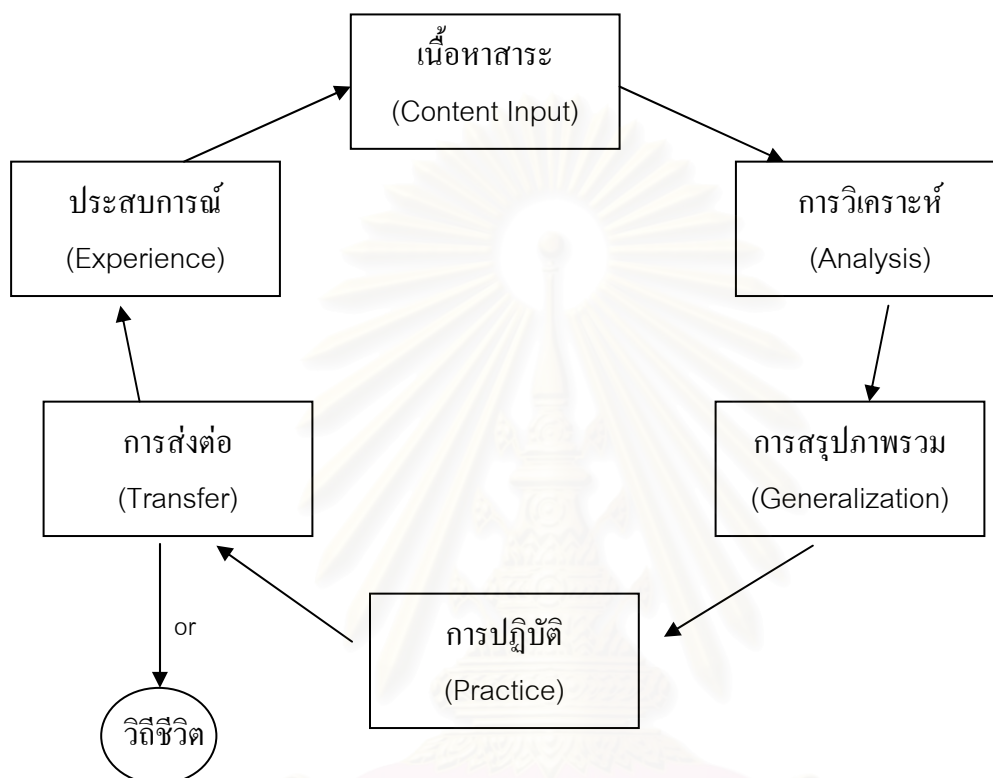 เนื้อหาสาระ
(Content Input)
ประสบการณ์
(Experience)
การวิเคราะห์
(Analysis)
การส่งต่อ
(Transfer)
การสรุปภาพรวม
(Generalization)
or
การปฏิบัติ
(Practice)
วิถีชีวิต